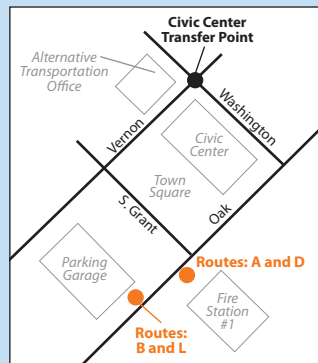 Civic Center
Transfer Point
Alternative
Transportation
Office
Washington
Vernon
Civic
Center
Town
Square
S. Grant
Oak
Parking
Garage
Routes: A and D
Fire
Station
#1
Routes:
B and L